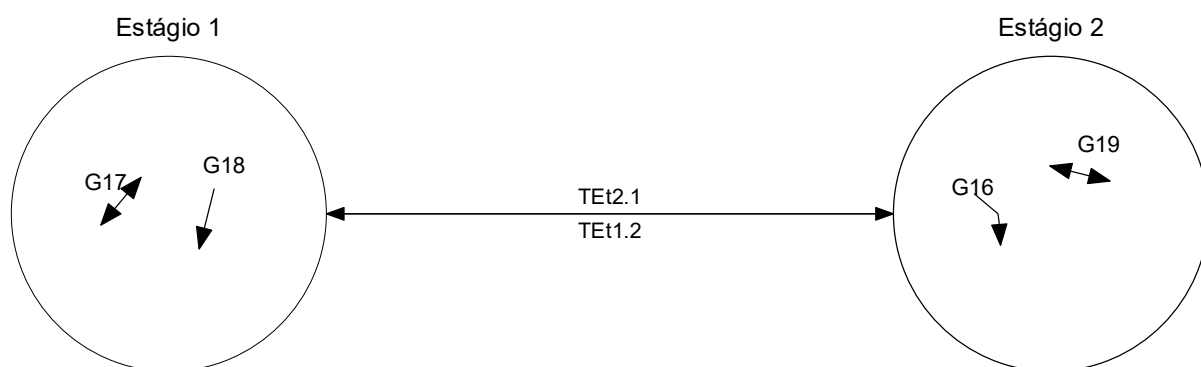 Estágio 1
Estágio 2
G17
G18
TEt2.1
TEt1.2
G16
G19